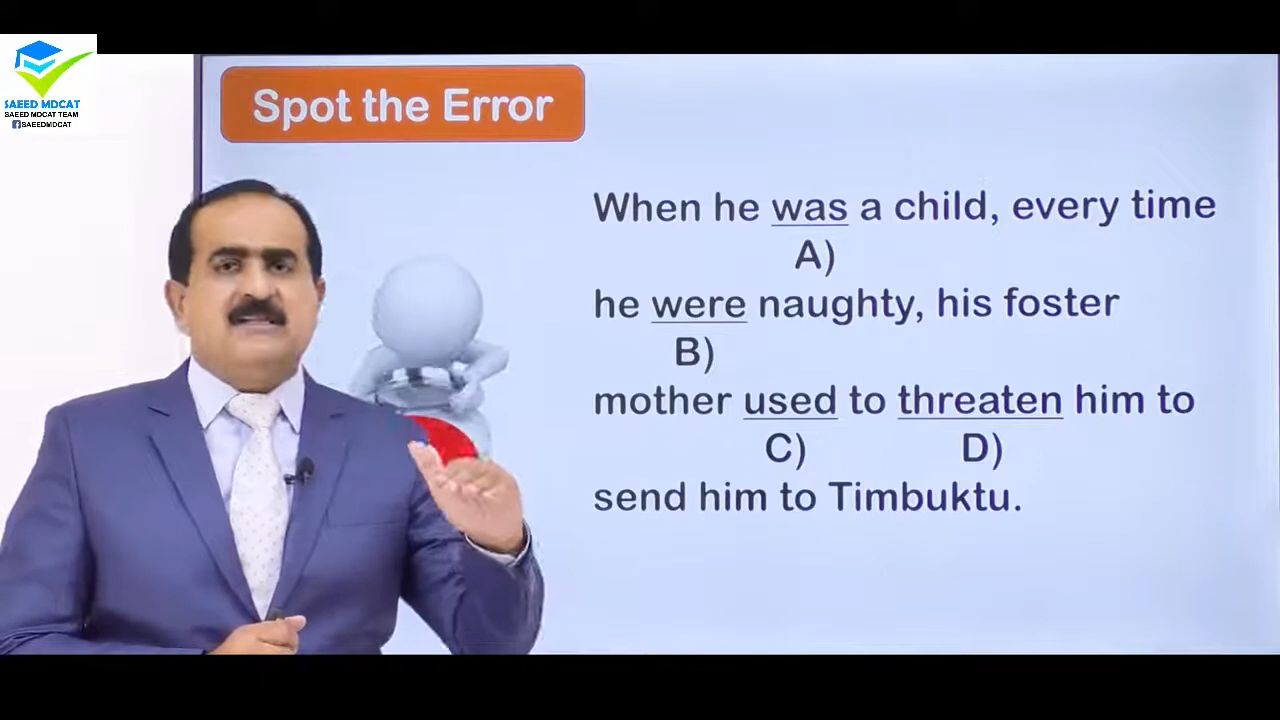 SAEED MDCAT
SAEED MDCAT TEAM
SAEEDMDCAT
Spot the Error
When he was a child, every time
A)
he were naughty, his foster
B)
mother used to threaten him to
C) D)
send him to Timbuktu.